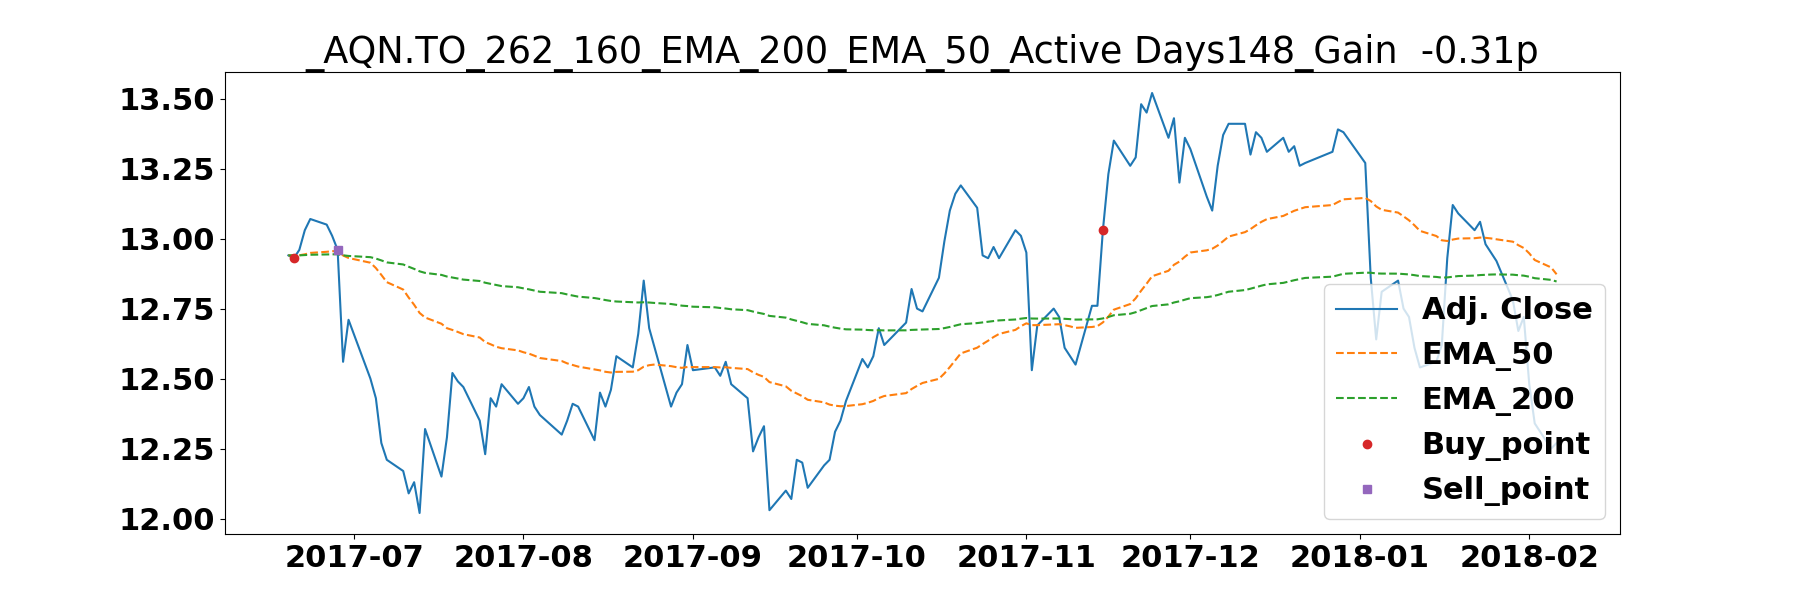 _AQN.TO_262_160_EMA_200_EMA_50_Active Days148_Gain  -0.31p
13.50
13.25
13.00
12.75
12.50
12.25
12.00
Adj. Close
EMA_50
EMA_200
Buy_point
Sell_point
2017-07 2017-08 2017-09 2017-10 2017-11 2017-12 2018-01 2018-02